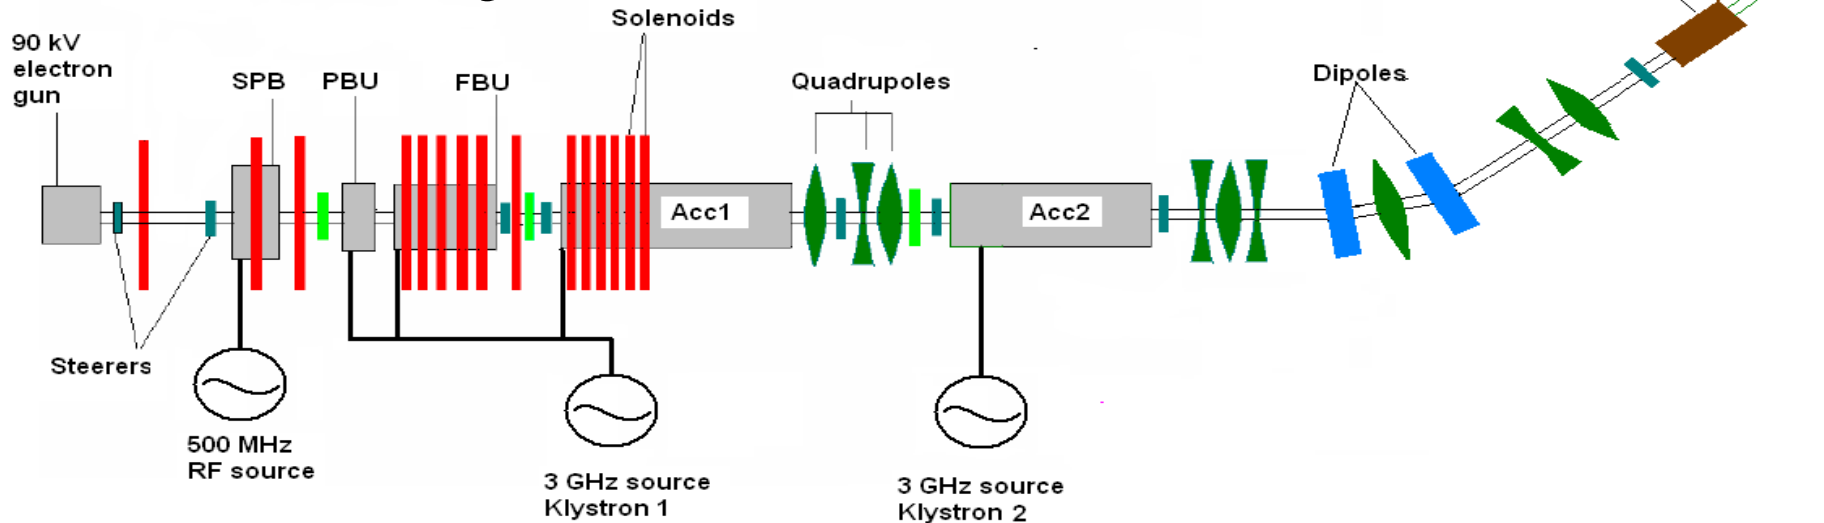 Solenoids
90 kV
electron
gun
SPB
PBU
FBU
Quadrupoles
Dipoles
Acc1
Acc2
Steerers
500 MHz
RF source
3 GHz source
Klystron 1
3 GHz source
Klystron 2